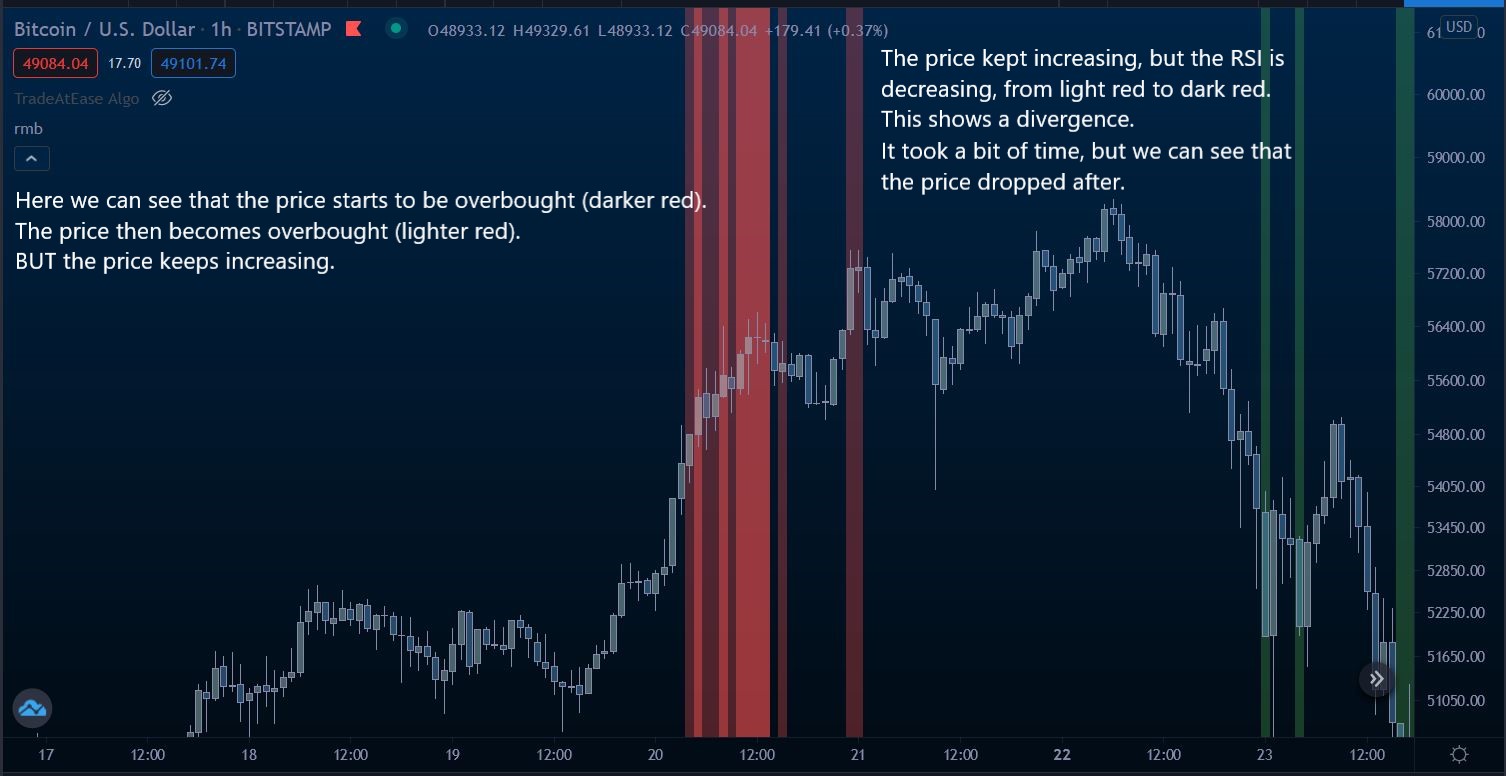 Bitcoin / U.S. Dollar · 1h · BITSTAMP
O48933.12 H49329.61 L48933.12 C49084.04 +179.41 (+0.37%)
49084.04 17.70 49101.74
TradeAtEase Algo
rmb
The price kept increasing, but the RSI is
decreasing, from light red to dark red.
This shows a divergence.
It took a bit of time, but we can see that
the price dropped after.
Here we can see that the price starts to be overbought (darker red).
The price then becomes overbought (lighter red).
BUT the price keeps increasing.
USD
60000.00
59000.00
58000.00
57200.00
56400.00
55600.00
54800.00
54050.00
53450.00
52850.00
52250.00
51650.00
51050.00
17 12:00 18 12:00 19 12:00 20 12:00 21 12:00 22 12:00 23 12:00